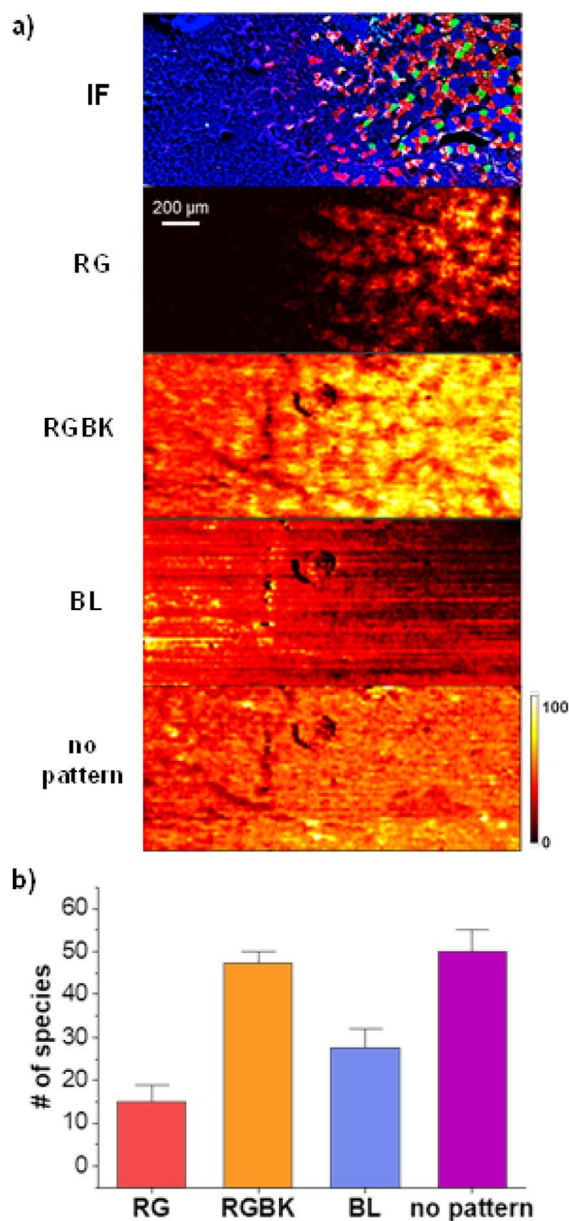 a)
IF
200 µm
RG
RGBK
BL
no
pattern
100
0
b)
# of species
60
50
40
30
20
10
0
RG RGBK BL no pattern